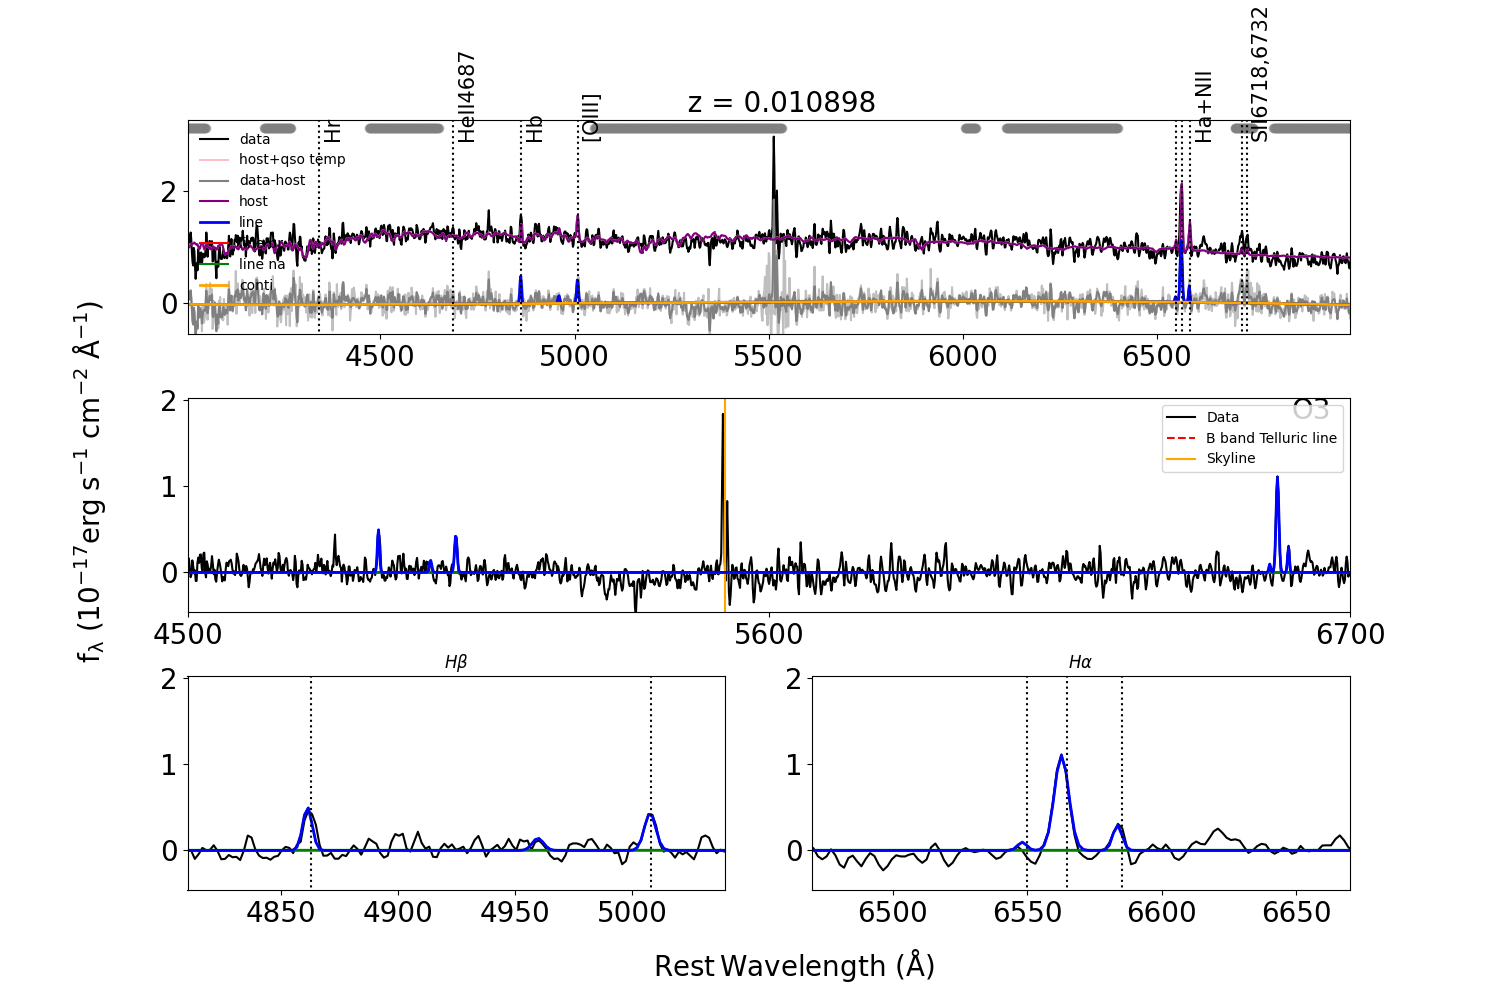 z = 0.010898
Hr
HeII4687
Hb
[OIII]
Ha+NII
SII6718,6732
data
host+qso temp
data-host
host
line
line na
conti
2
0
4500 5000 5500 6000 6500
f_λ (10⁻¹⁷erg s⁻¹ cm⁻² Å⁻¹)
O3
Data
B band Telluric line
Skyline
2
1
0
4500 5600 6700
Hβ
2
1
0
4850 4900 4950 5000
Hα
2
1
0
6500 6550 6600 6650
Rest Wavelength (Å)